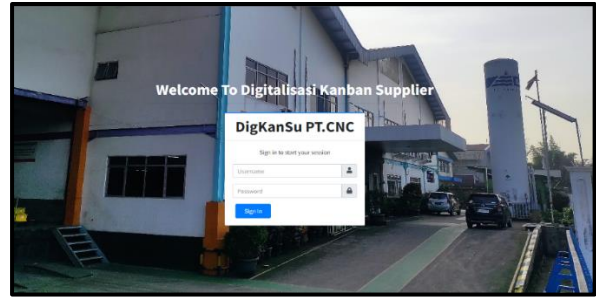 Welcome To Digitalisasi Kanban Supplier
DigKanSu PT.CNC
Sign in to start your session
Username
Password
Sign In